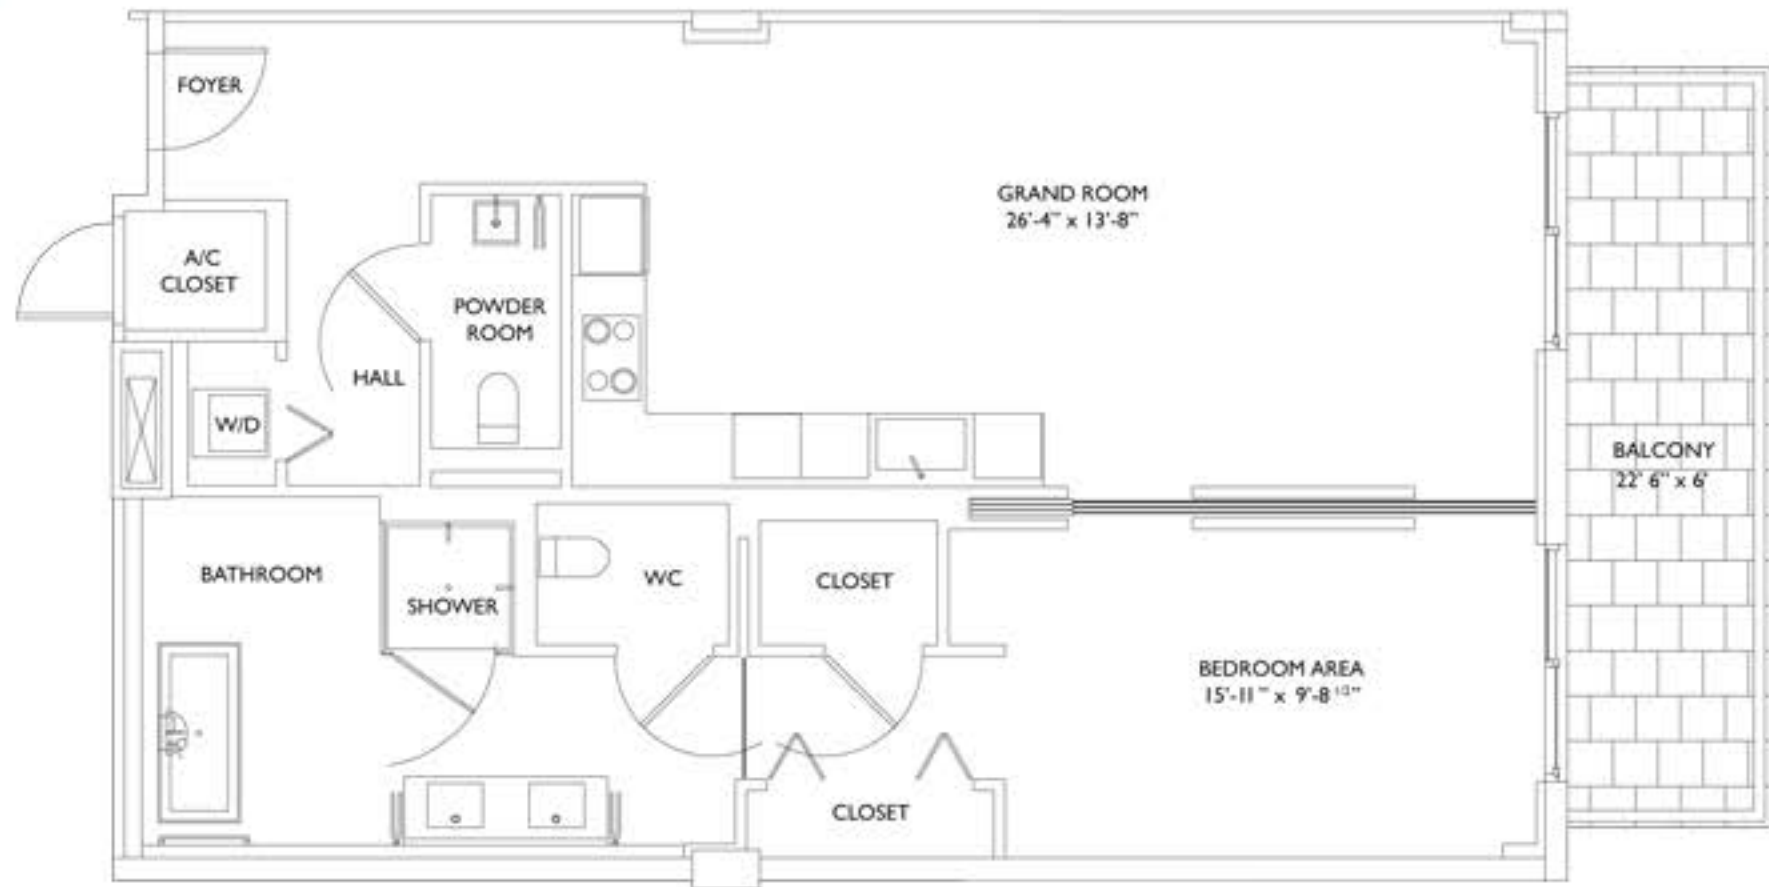 FOYER
GRAND ROOM
26'-4" x 13'-8"
A/C
CLOSET
POWDER
ROOM
HALL
W/D
BALCONY
22' 6" x 6'
BATHROOM
SHOWER
WC
CLOSET
BEDROOM AREA
15'-11" x 9'-8 1/2"
CLOSET